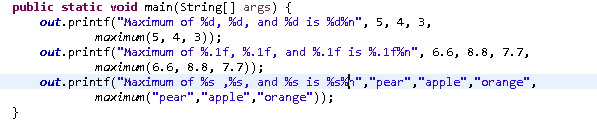 public static void main(String[] args) {
out.printf("Maximum of %d, %d, and %d is %d%n", 5, 4, 3,
maximum(5, 4, 3));
out.printf("Maximum of %.1f, %.1f, and %.1f is %.1f%n", 6.6, 8.8, 7.7,
maximum(6.6, 8.8, 7.7));
out.printf("Maximum of %s ,%s, and %s is %s%n","pear","apple","orange",
maximum("pear","apple","orange"));
}